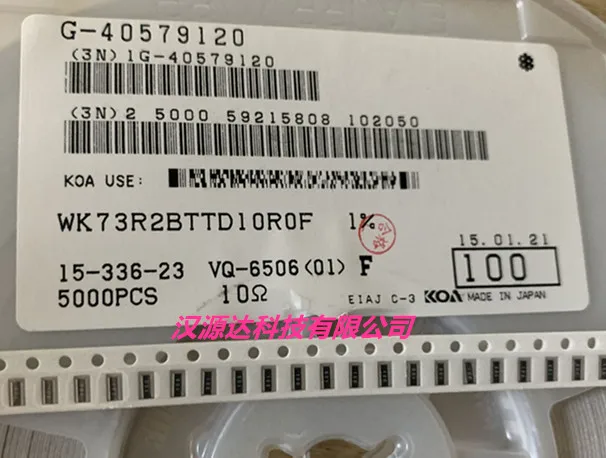 G-40579120
(3N) 1G-40579120
(3N) 2 5000 59215808 102050
KOA USE:
WK73R2BTTD10R0F 1%
15.01.21
15-336-23 VQ-6506(01) F 100
5000PCS 10Ω EIAJ C-3 KOA MADE IN JAPAN
汉源达科技有限公司